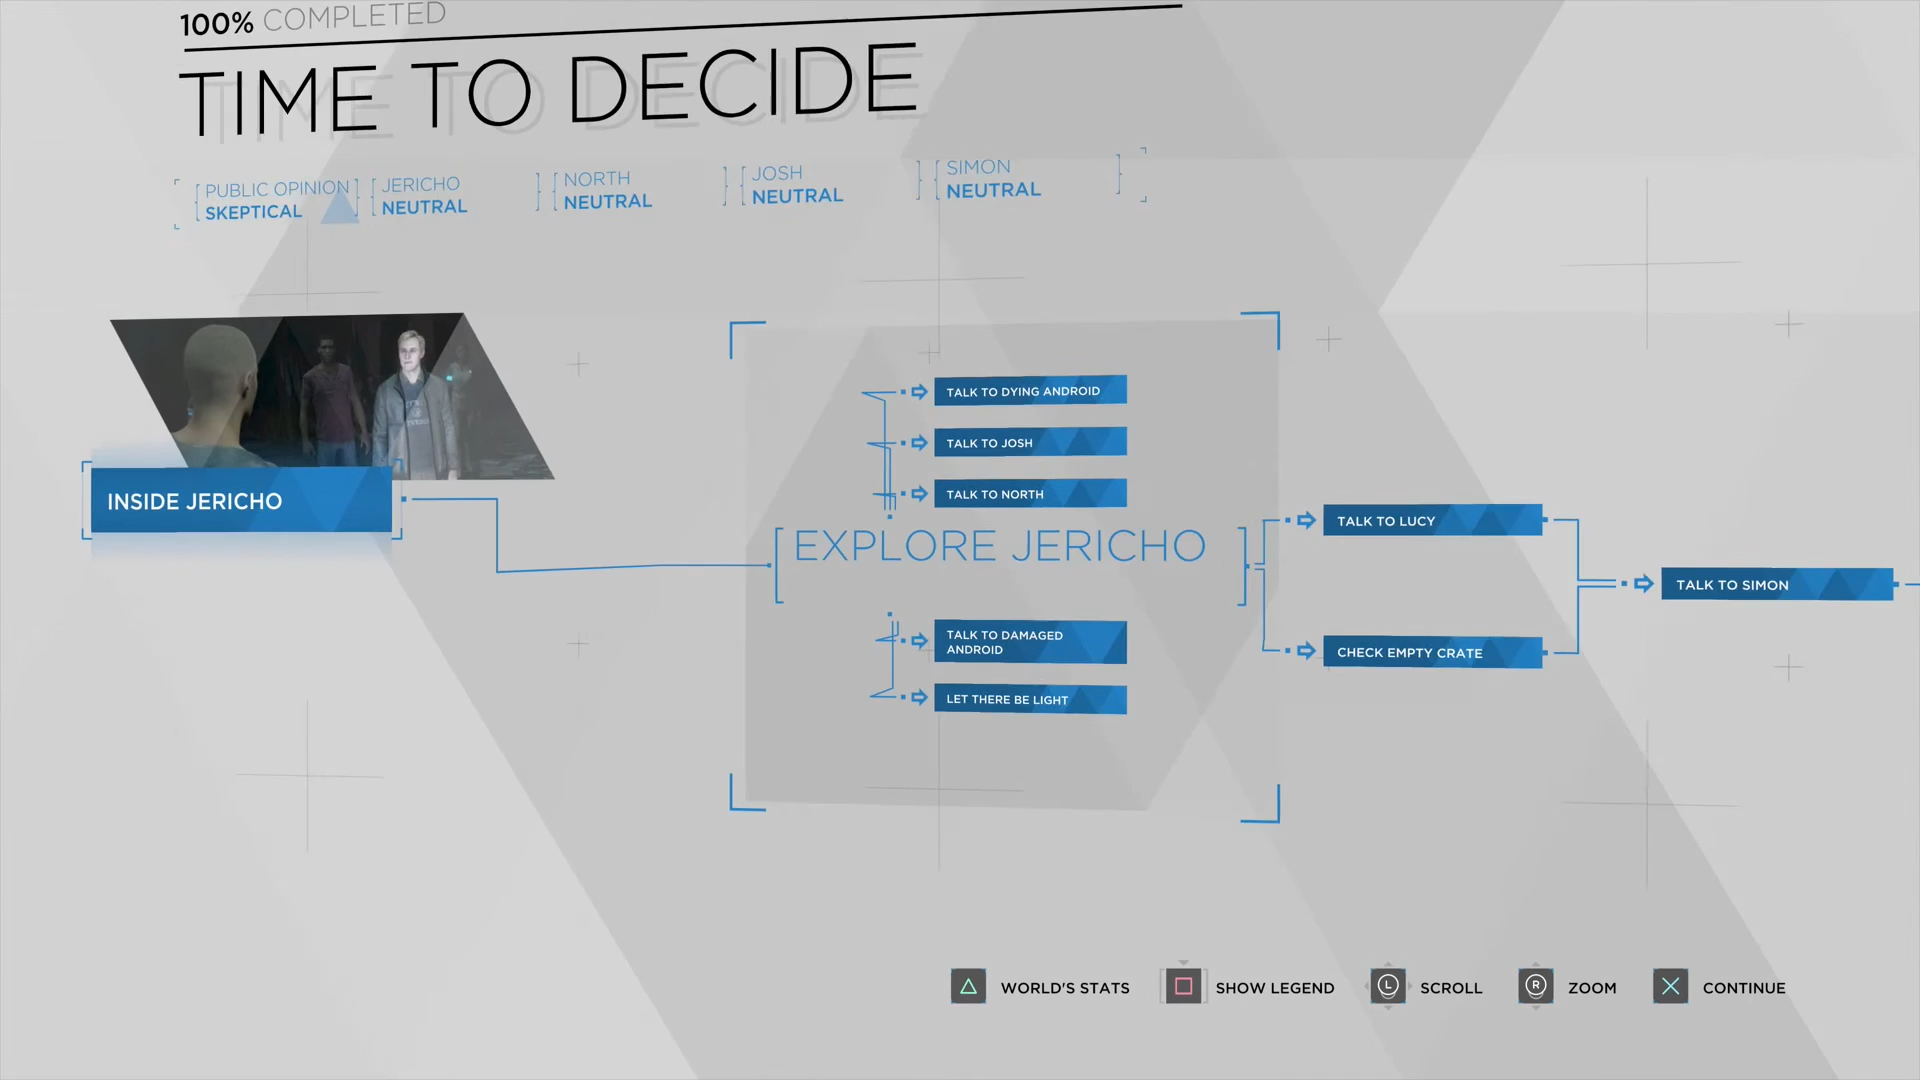 100% COMPLETED
TIME TO DECIDE
PUBLIC OPINION
SKEPTICAL
JERICHO
NEUTRAL
NORTH
NEUTRAL
JOSH
NEUTRAL
SIMON
NEUTRAL
INSIDE JERICHO
TALK TO DYING ANDROID
TALK TO JOSH
TALK TO NORTH
EXPLORE JERICHO
TALK TO DAMAGED
ANDROID
LET THERE BE LIGHT
TALK TO LUCY
CHECK EMPTY CRATE
TALK TO SIMON
WORLD'S STATS
SHOW LEGEND
L
SCROLL
R
ZOOM
CONTINUE